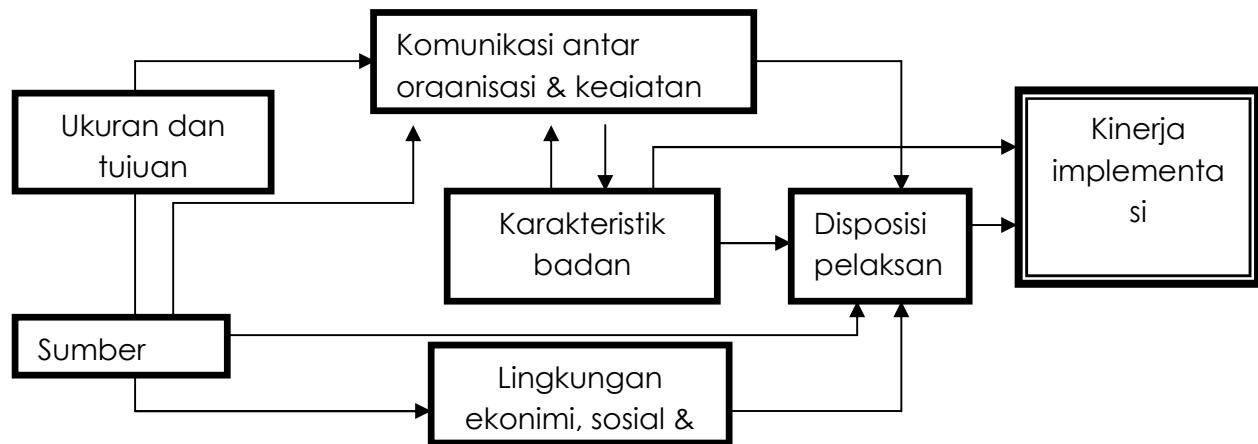 Komunikasi antar
organisasi & kegiatan
Ukuran dan
tujuan
Kinerja
implementa
si
Karakteristik
badan
Disposisi
pelaksan
Sumber
Lingkungan
ekonimi, sosial &